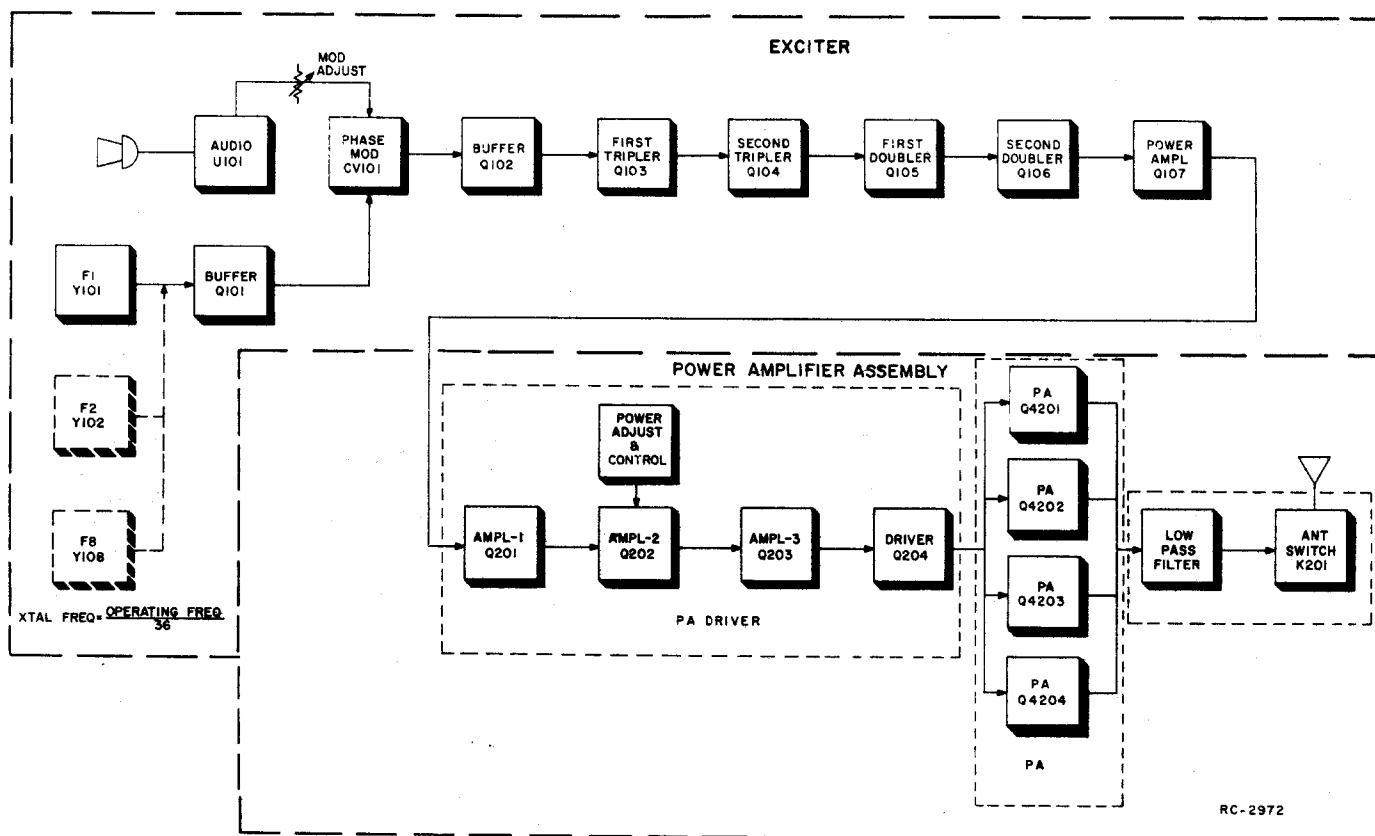 EXCITER
MOD
ADJUST
AUDIO
U101
PHASE
MOD
CV101
BUFFER
Q102
FIRST
TRIPLER
Q103
SECOND
TRIPLER
Q104
FIRST
DOUBLER
Q105
SECOND
DOUBLER
Q106
POWER
AMPL
Q107
F1
Y101
BUFFER
Q101
F2
Y102
F8
Y108
XTAL FREQ= OPERATING FREQ
36
POWER AMPLIFIER ASSEMBLY
POWER
ADJUST
&
CONTROL
AMPL-1
Q201
AMPL-2
Q202
AMPL-3
Q203
DRIVER
Q204
PA DRIVER
PA
Q4201
PA
Q4202
PA
Q4203
PA
Q4204
PA
LOW
PASS
FILTER
ANT
SWITCH
K201
RC-2972